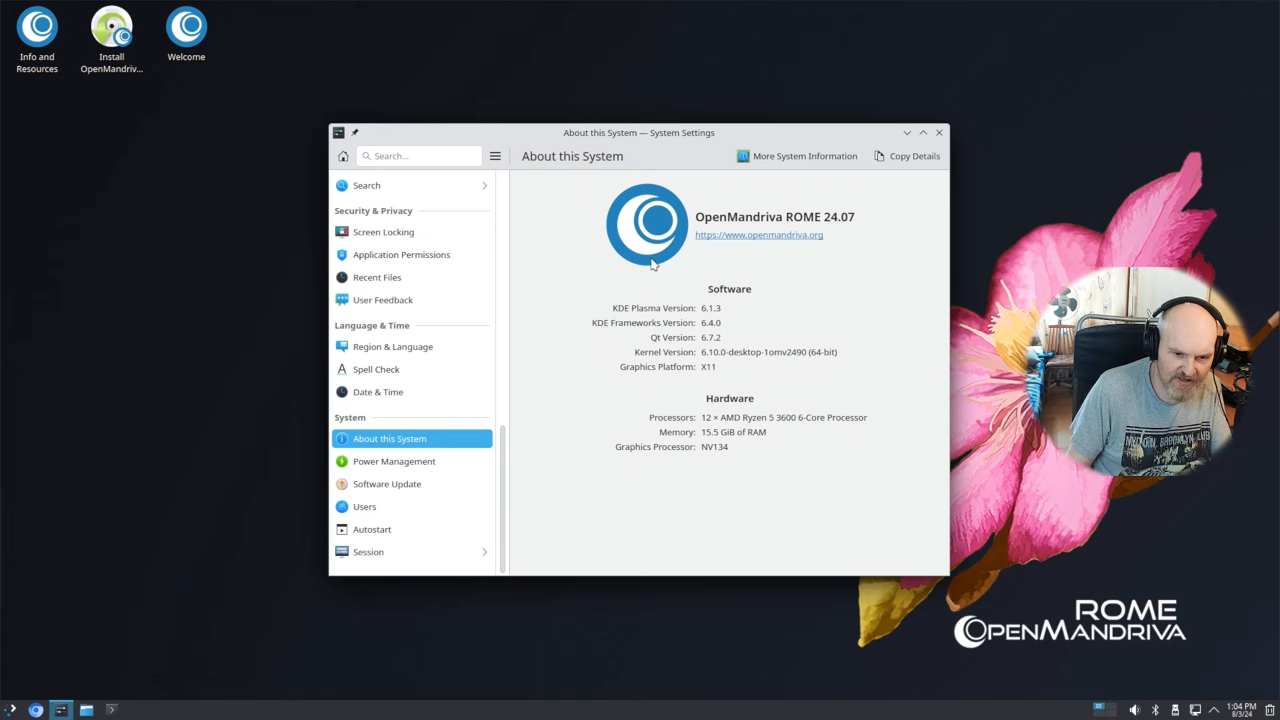 Info and
Resources
Install
OpenMandriv...
Welcome
About this System — System Settings
Search...
About this System
More System Information
Copy Details
Search
Security & Privacy
Screen Locking
Application Permissions
Recent Files
User Feedback
Language & Time
Region & Language
Spell Check
Date & Time
System
About this System
Power Management
Software Update
Users
Autostart
Session
OpenMandriva ROME 24.07
https://www.openmandriva.org
Software
KDE Plasma Version: 6.1.3
KDE Frameworks Version: 6.4.0
Qt Version: 6.7.2
Kernel Version: 6.10.0-desktop-1omv2490 (64-bit)
Graphics Platform: X11
Hardware
Processors: 12 × AMD Ryzen 5 3600 6-Core Processor
Memory: 15.5 GiB of RAM
Graphics Processor: NV134
ROME
OPENMANDRIVA
1:04 PM
8/3/24